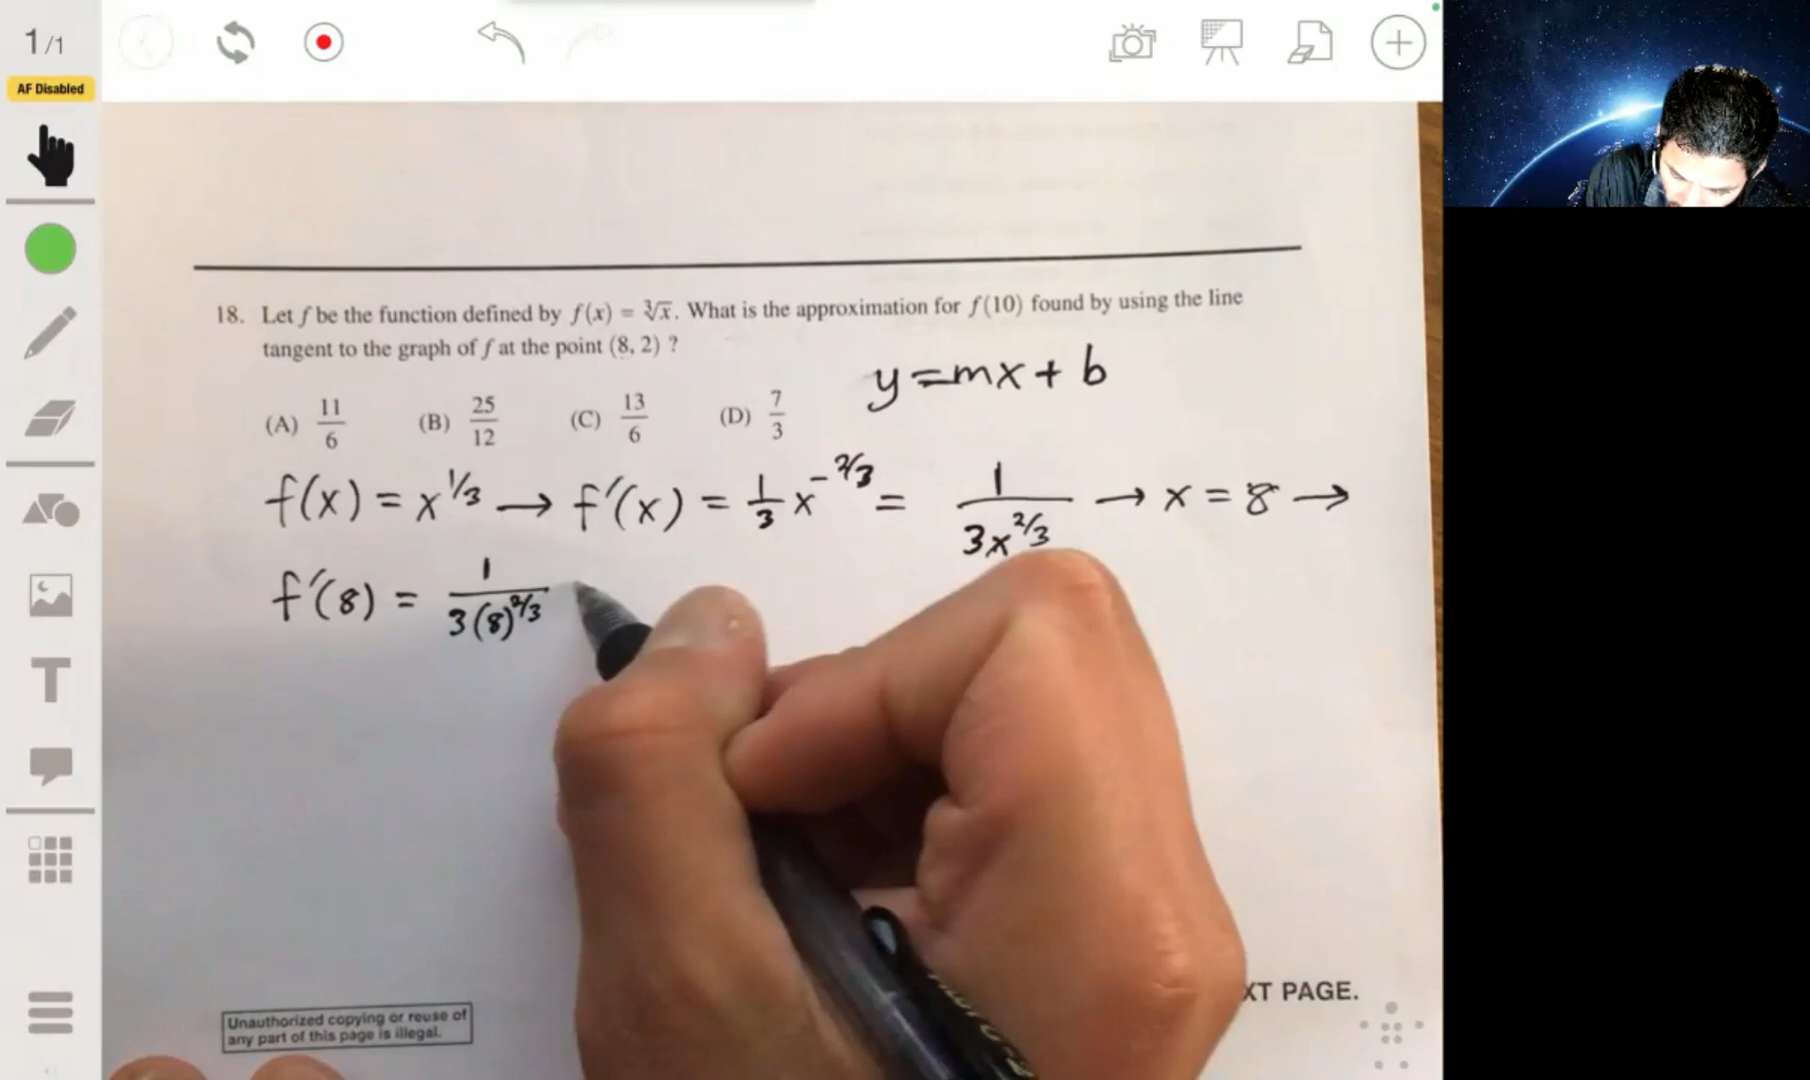 1/1
AF Disabled
18. Let f be the function defined by f(x) = ∛x. What is the approximation for f(10) found by using the line
tangent to the graph of f at the point (8, 2) ?
y = mx + b
(A) 11/6 (B) 25/12 (C) 13/6 (D) 7/3
f(x) = x^1/3 → f'(x) = 1/3 x^-2/3 = 1/3x^2/3 → x = 8 →
f'(8) = 1/3(8)^2/3
XT PAGE.
Unauthorized copying or reuse of
any part of this page is illegal.
T